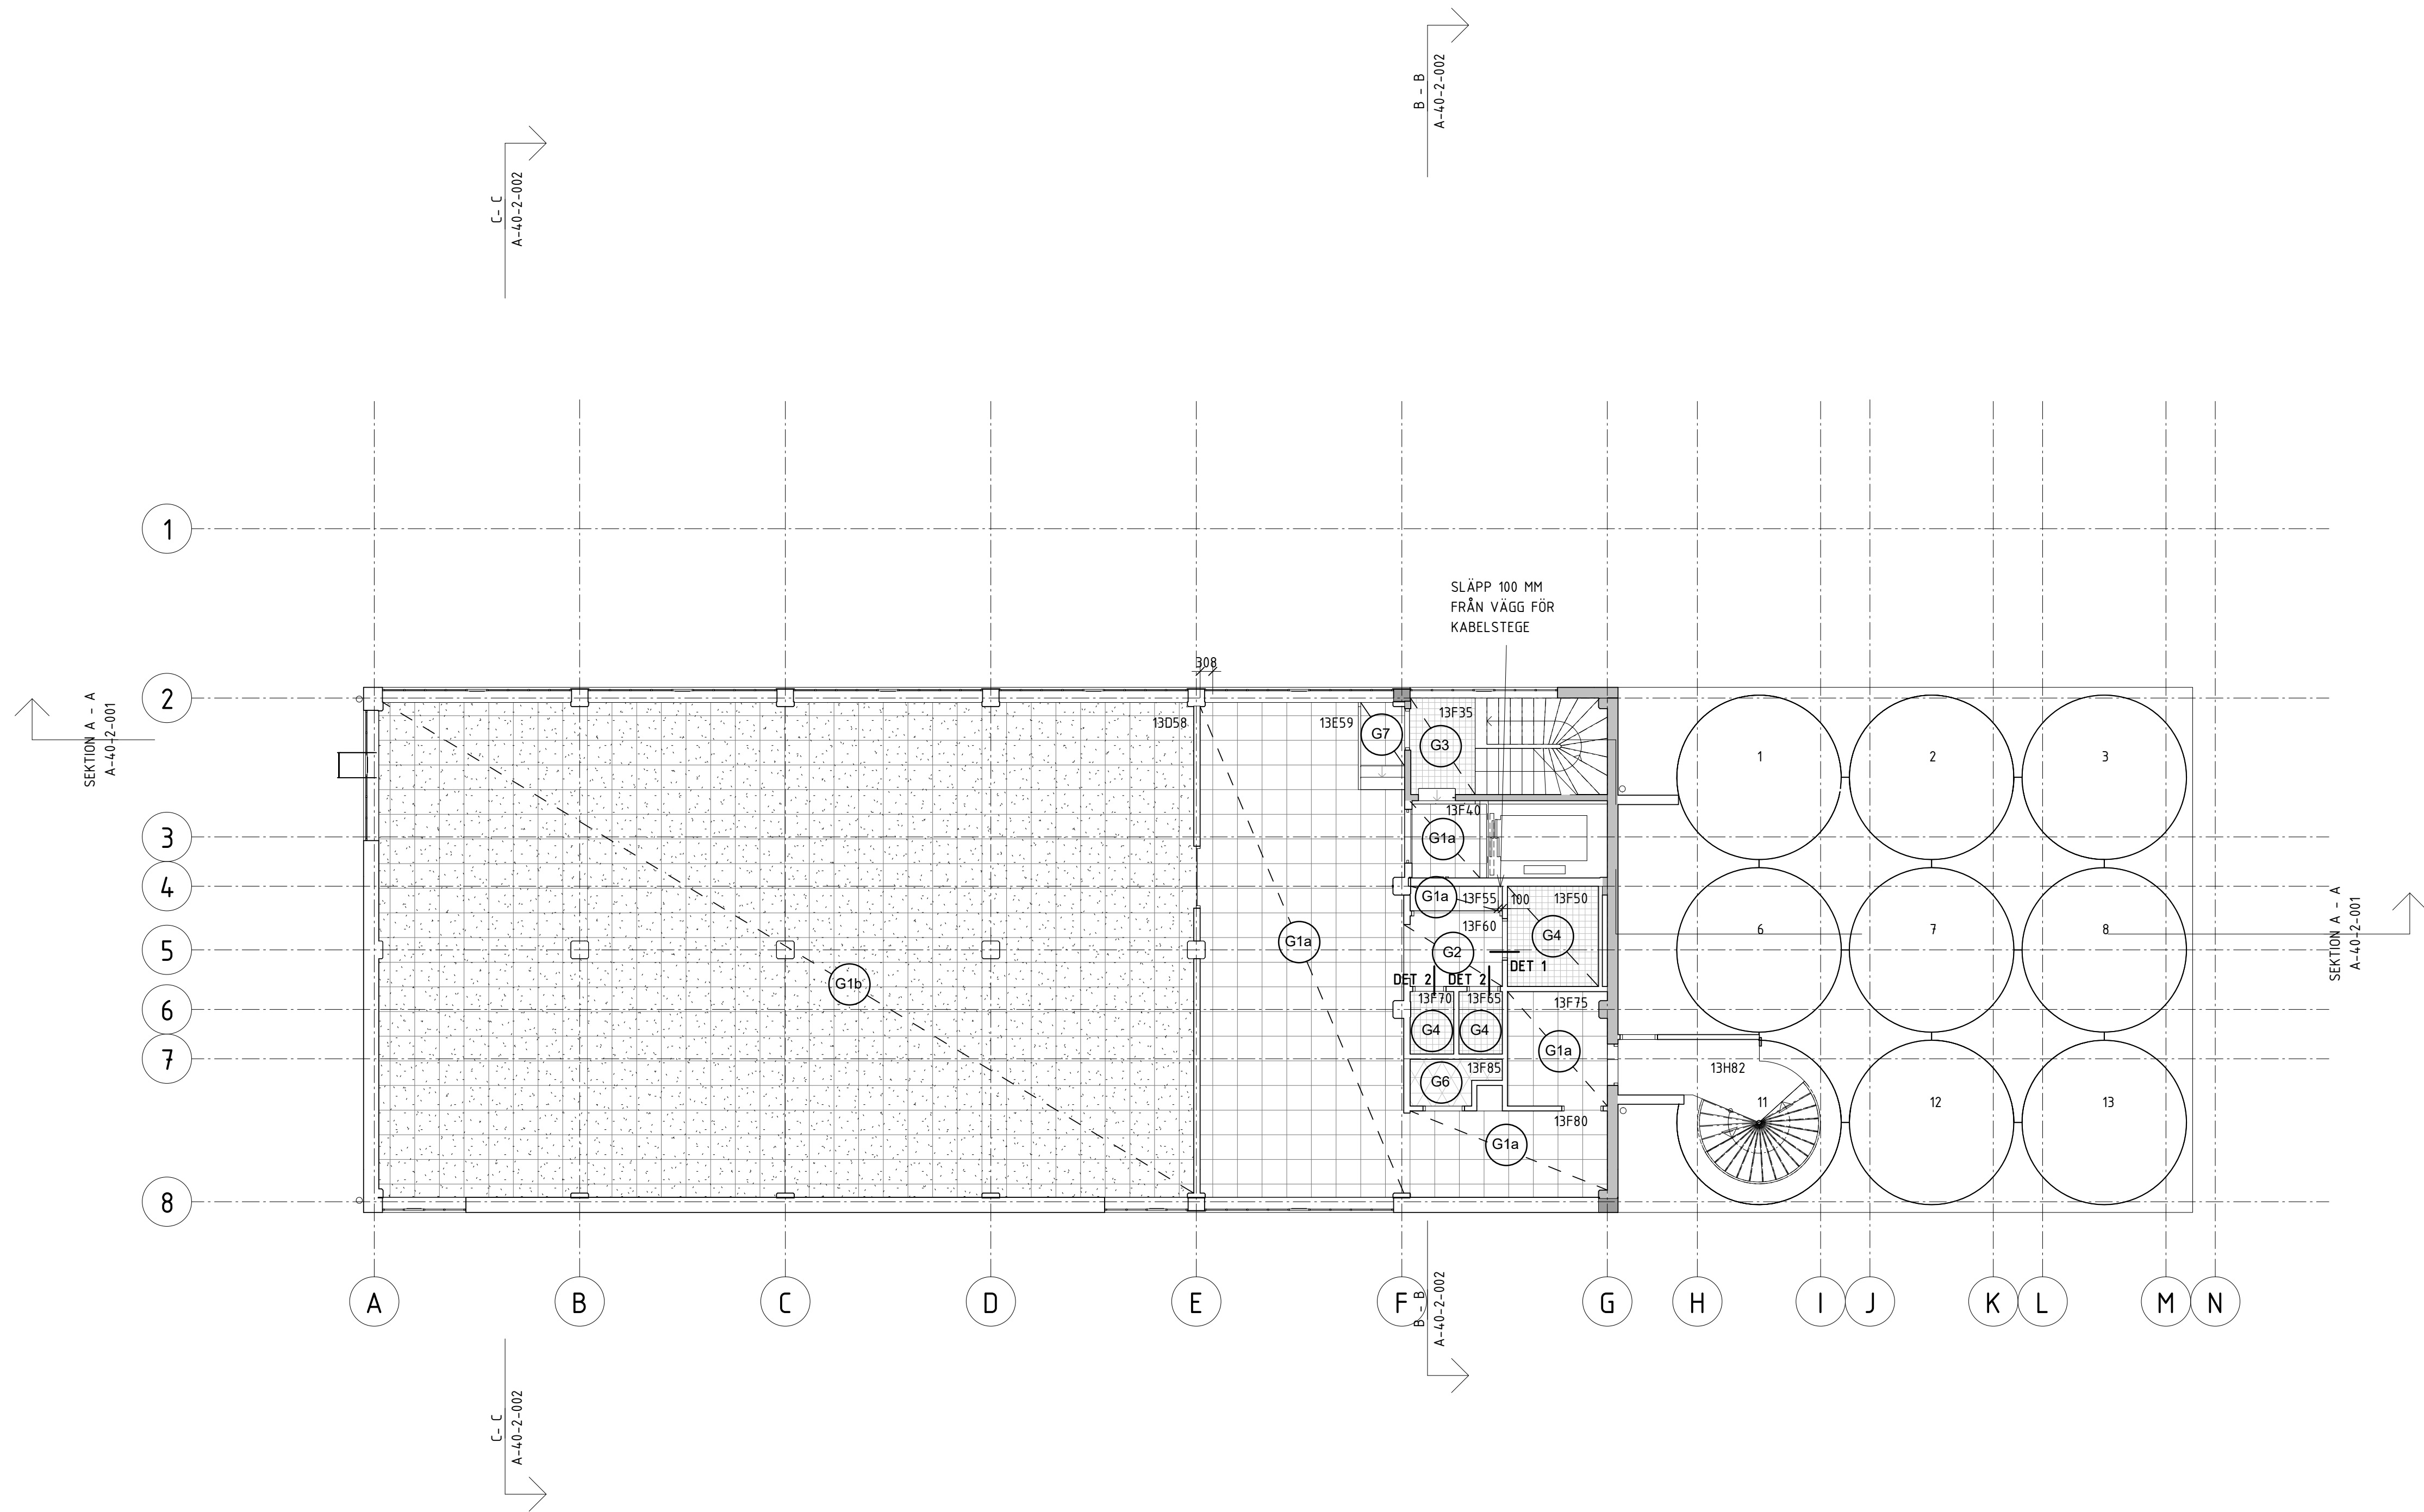 B - B
A-40-2-002
C- C
A-40-2-002
1
SLÄPP 100 MM
FRÅN VÄGG FÖR
KABELSTEGE
308
2
SEKTION A - A
A-40-2-001
13D58
13E59
G7
13F35
G3
1
2
3
3
13F40
G1a
4
G1a
13F55
100
13F50
SEKTION A - A
A-40-2-001
5
G1a
13F60
G2
G4
6
7
8
G1b
DET 2
DET 2
DET 1
6
13F70
13F65
13F75
G4
G4
G1a
7
13F85
G6
13H82
11
12
13
13F80
G1a
8
A
B
C
D
E
F
G
H
I
J
K
L
M
N
B - B
A-40-2-002
C- C
A-40-2-002